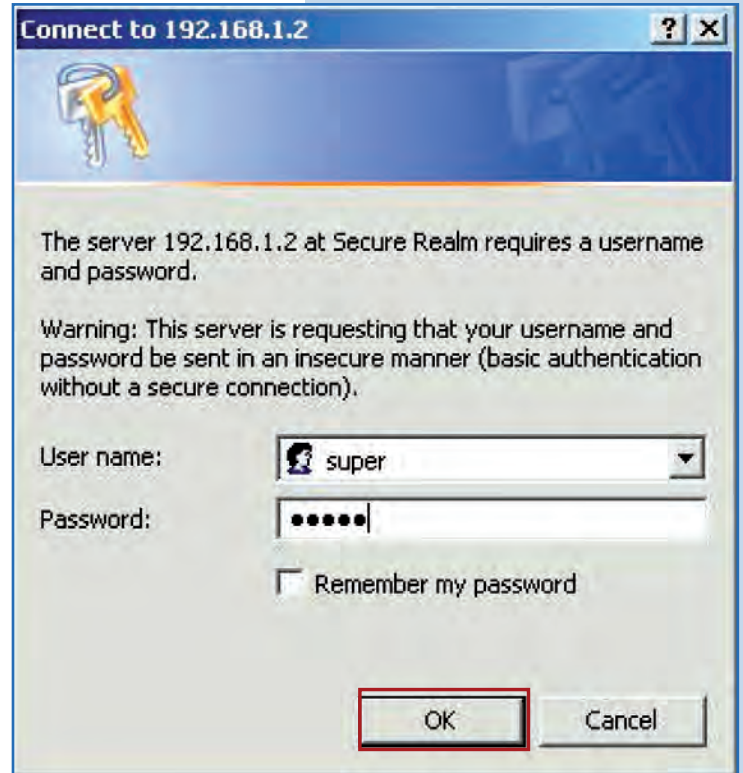 Connect to 192.168.1.2
The server 192.168.1.2 at Secure Realm requires a username
and password.
Warning: This server is requesting that your username and
password be sent in an insecure manner (basic authentication
without a secure connection).
User name:
super
Password:
●●●●●
Remember my password
OK
Cancel